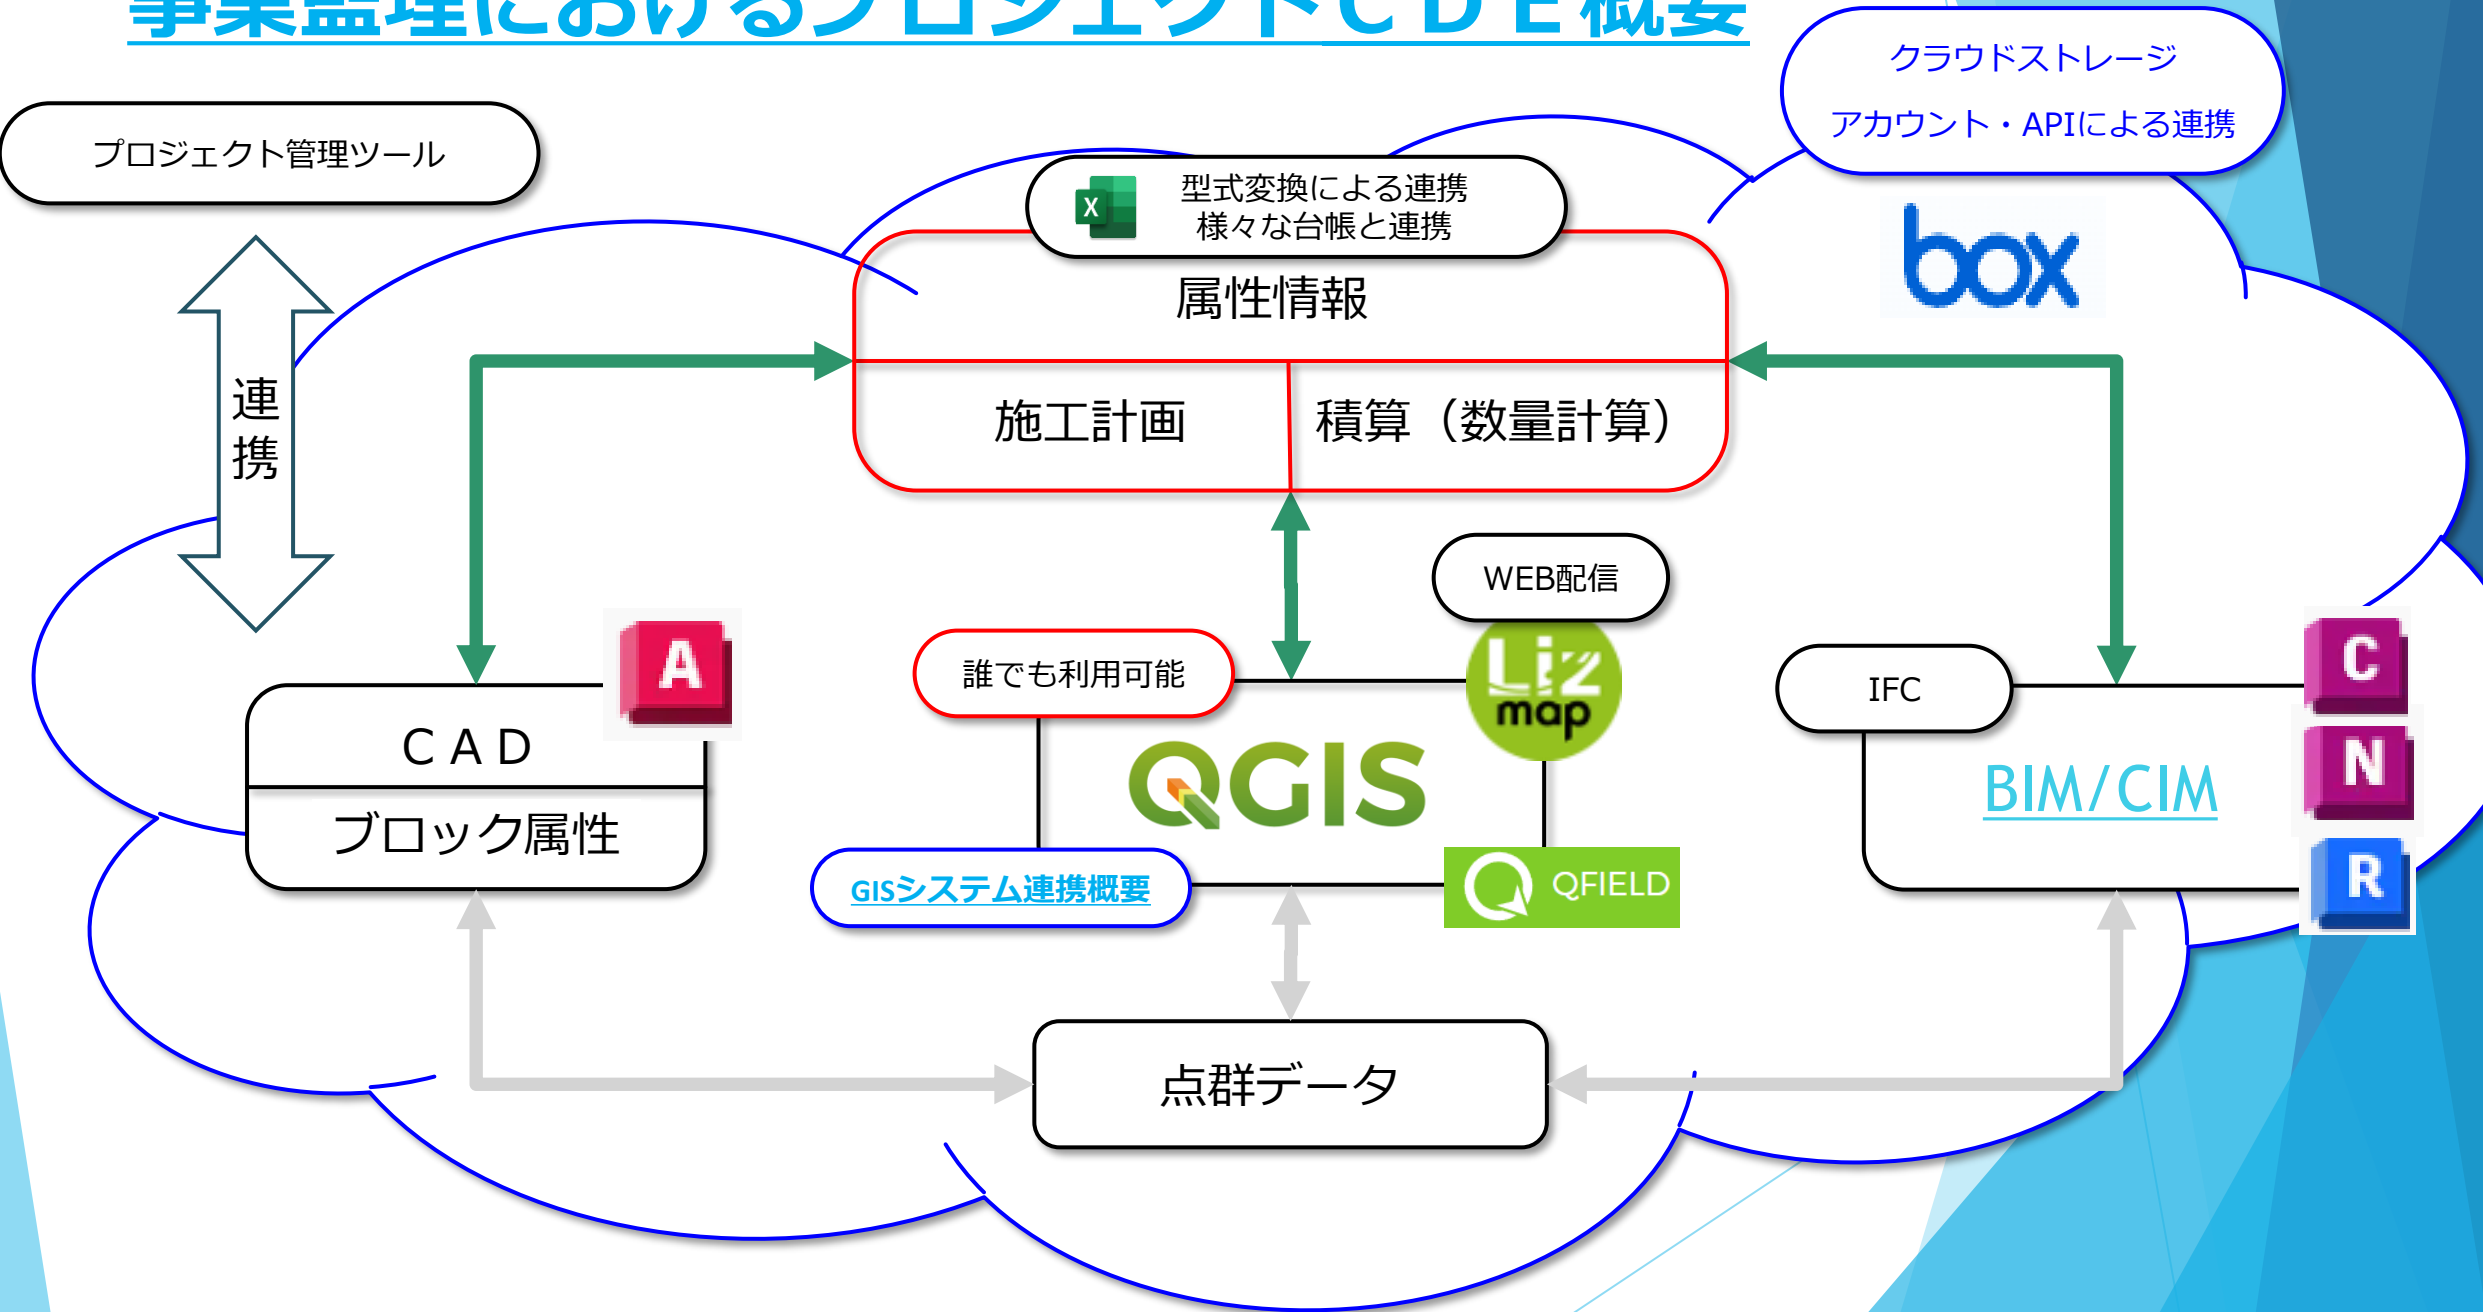 事業監理におけるプロジェクトＣＤＥ概要
クラウドストレージ
アカウント・APIによる連携
プロジェクト管理ツール
X
型式変換による連携
様々な台帳と連携
box
属性情報
連
携
施工計画
積算（数量計算）
WEB配信
誰でも利用可能
Liz
map
IFC
A
C
ＣＡＤ
QGIS
N
BIM/CIM
ブロック属性
GISシステム連携概要
QFIELD
R
点群データ